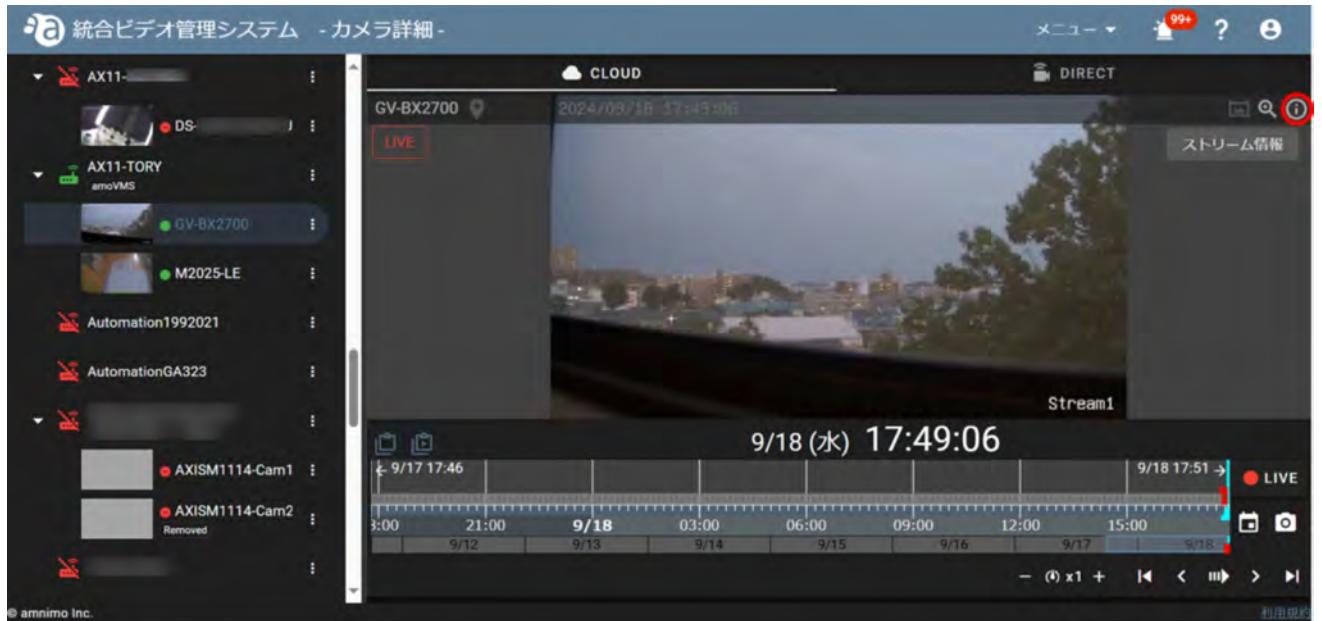 統合ビデオ管理システム - カメラ詳細 -
メニュー
99+
?
AX11-
DS-
AX11-TORY
amoVMS
GV-BX2700
M2025-LE
Automation1992021
AutomationGA323
AXISM1114-Cam1
AXISM1114-Cam2
Removed
© amnimo Inc.
CLOUD
DIRECT
GV-BX2700
2024/09/18 17:49:06
LIVE
ストリーム情報
Stream1
9/18 (水) 17:49:06
← 9/17 17:46
9/18 17:51 →
LIVE
3:00 21:00 9/18 03:00 06:00 09:00 12:00 15:00
9/12 9/13 9/14 9/15 9/16 9/17 9/18
− x1 +
利用規約